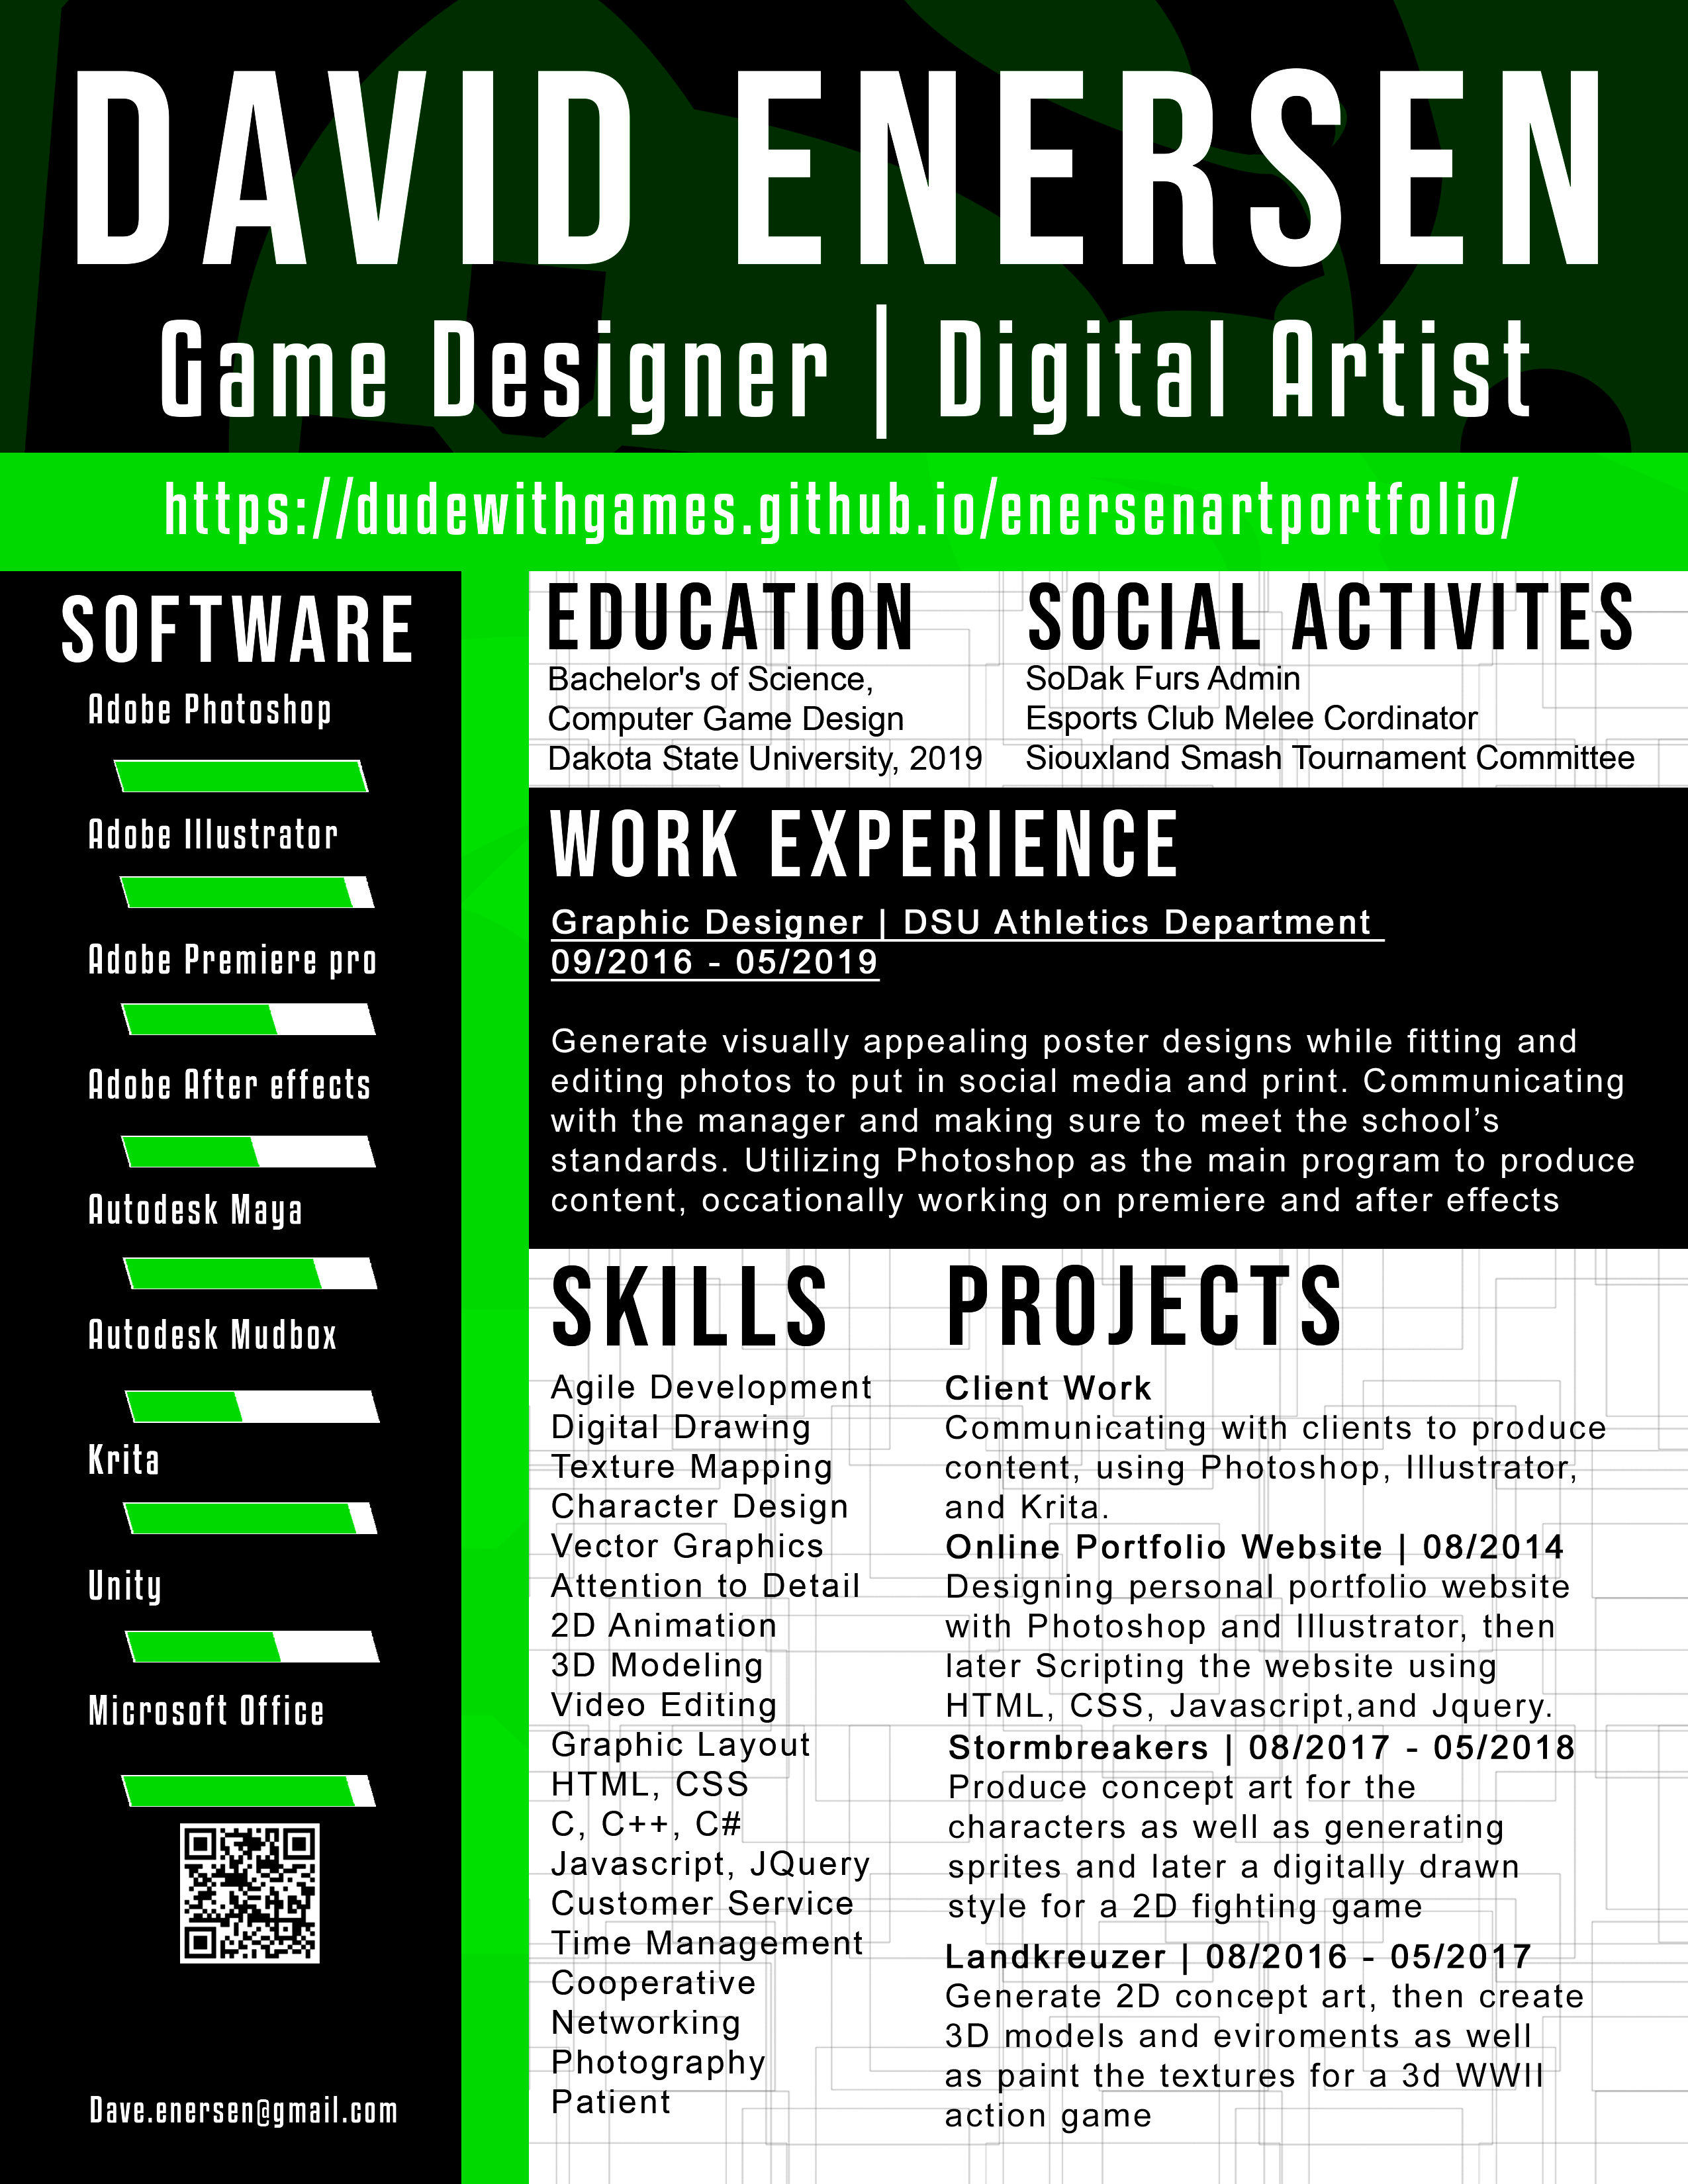 DAVID ENERSEN
Game Designer | Digital Artist
https://dudewithgames.github.io/enersenartportfolio/
SOFTWARE
Adobe Photoshop
Adobe Illustrator
Adobe Premiere pro
Adobe After effects
Autodesk Maya
Autodesk Mudbox
Krita
Unity
Microsoft Office
Dave.enersen@gmail.com
EDUCATION
Bachelor's of Science,
Computer Game Design
Dakota State University, 2019
SOCIAL ACTIVITES
SoDak Furs Admin
Esports Club Melee Cordinator
Siouxland Smash Tournament Committee
WORK EXPERIENCE
Graphic Designer | DSU Athletics Department
09/2016 - 05/2019
Generate visually appealing poster designs while fitting and
editing photos to put in social media and print. Communicating
with the manager and making sure to meet the school’s
standards. Utilizing Photoshop as the main program to produce
content, occationally working on premiere and after effects
SKILLS
Agile Development
Digital Drawing
Texture Mapping
Character Design
Vector Graphics
Attention to Detail
2D Animation
3D Modeling
Video Editing
Graphic Layout
HTML, CSS
C, C++, C#
Javascript, JQuery
Customer Service
Time Management
Cooperative
Networking
Photography
Patient
PROJECTS
Client Work
Communicating with clients to produce
content, using Photoshop, Illustrator,
and Krita.
Online Portfolio Website | 08/2014
Designing personal portfolio website
with Photoshop and Illustrator, then
later Scripting the website using
HTML, CSS, Javascript,and Jquery.
Stormbreakers | 08/2017 - 05/2018
Produce concept art for the
characters as well as generating
sprites and later a digitally drawn
style for a 2D fighting game
Landkreuzer | 08/2016 - 05/2017
Generate 2D concept art, then create
3D models and eviroments as well
as paint the textures for a 3d WWII
action game